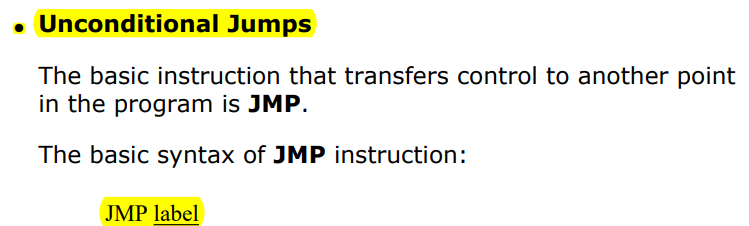 • Unconditional Jumps
The basic instruction that transfers control to another point
in the program is JMP.
The basic syntax of JMP instruction:
JMP label